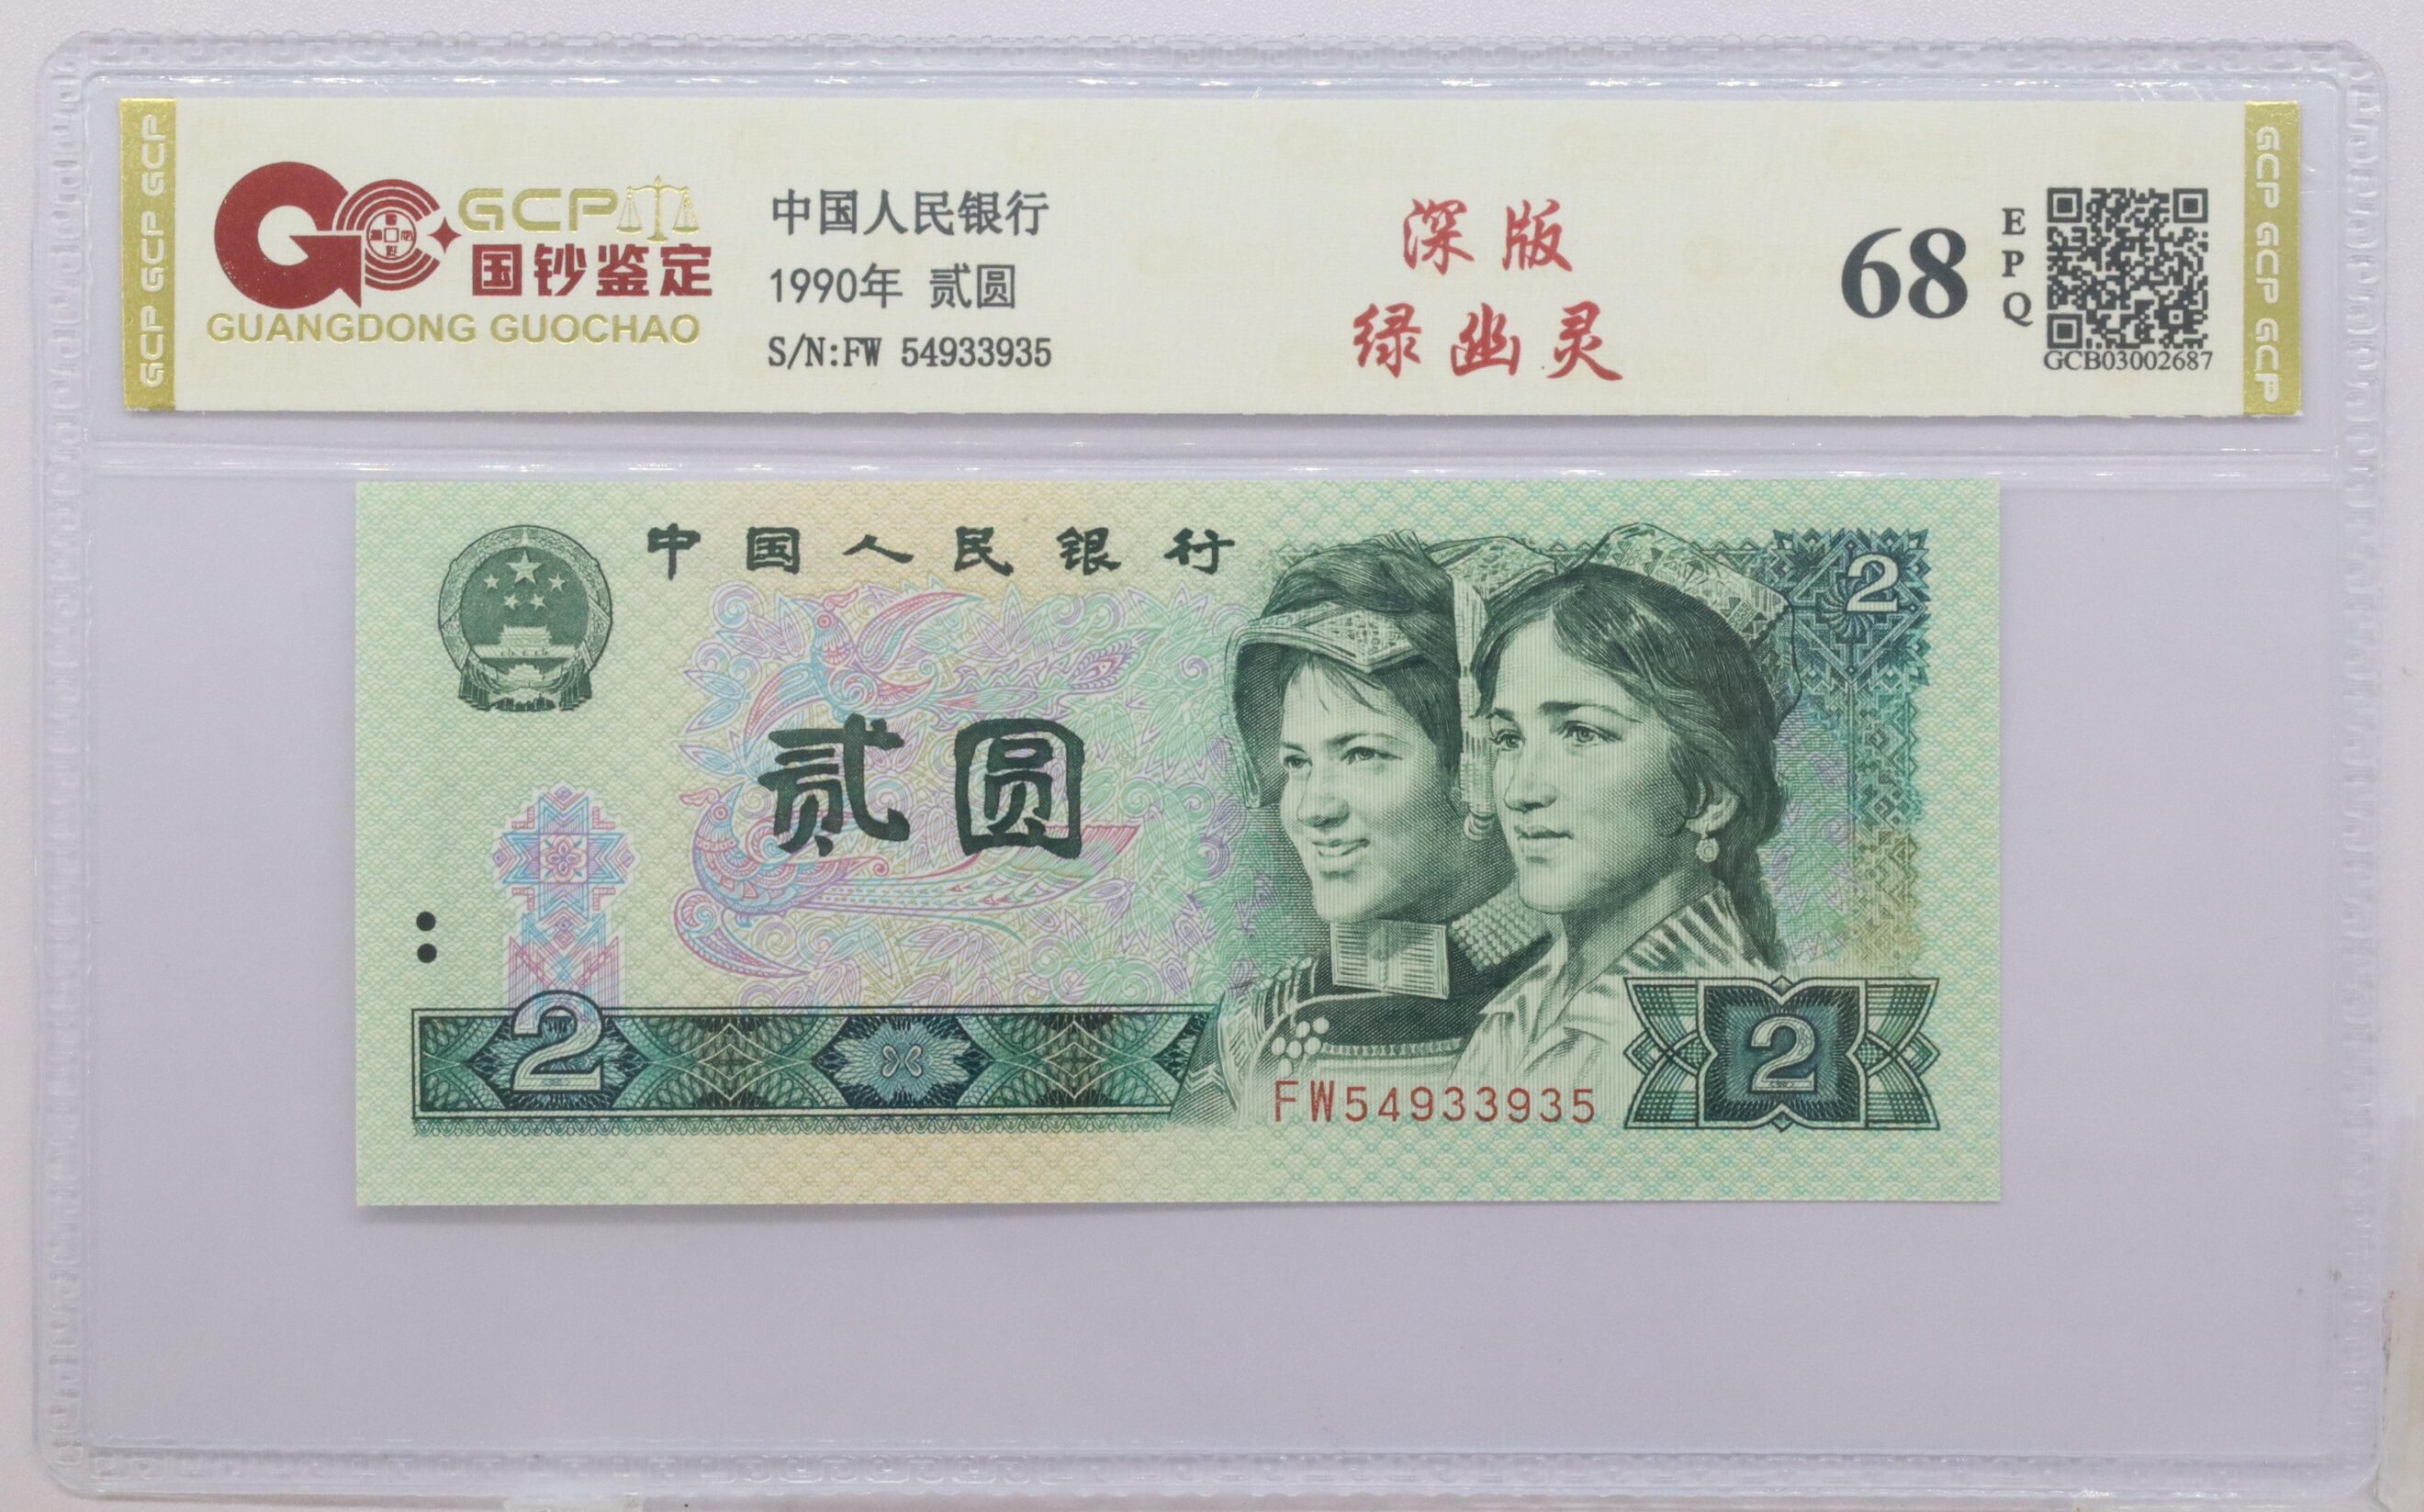 GCP GCP GCP
GCP
国钞鉴定
GUANGDONG GUOCHAO
中国人民银行
1990年 贰圆
S/N:FW 54933935
深版
绿幽灵
68
EPQ
GCB03002687
GCP GCP GCP
中国人民银行
2
贰圆
2
FW54933935
2